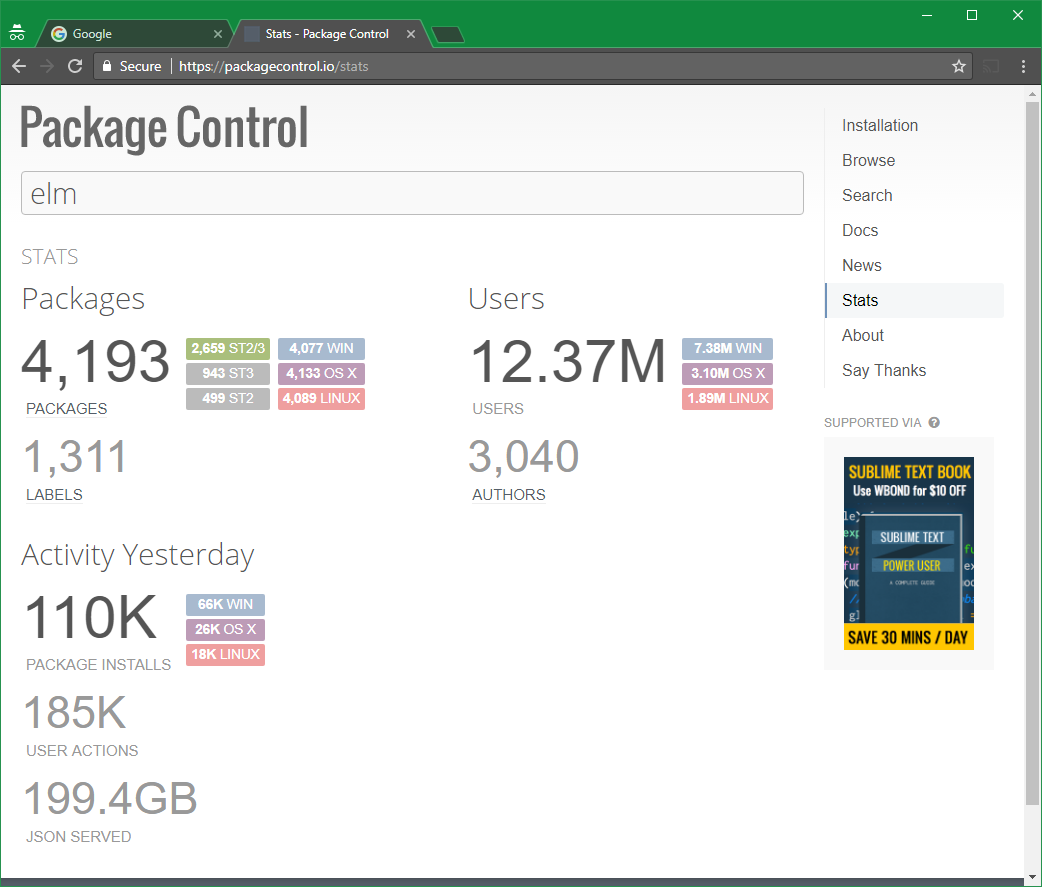 Google
Stats - Package Control
Secure
https://packagecontrol.io/stats
Package Control
elm
STATS
Packages
4,193
PACKAGES
2,659 ST2/3
943 ST3
499 ST2
4,077 WIN
4,133 OS X
4,089 LINUX
1,311
LABELS
Users
12.37M
USERS
7.38M WIN
3.10M OS X
1.89M LINUX
3,040
AUTHORS
Activity Yesterday
110K
PACKAGE INSTALLS
66K WIN
26K OS X
18K LINUX
185K
USER ACTIONS
199.4GB
JSON SERVED
Installation
Browse
Search
Docs
News
Stats
About
Say Thanks
SUPPORTED VIA
SUBLIME TEXT BOOK
Use WBOND for $10 OFF
SUBLIME TEXT
POWER USER
A COMPLETE GUIDE
SAVE 30 MINS / DAY